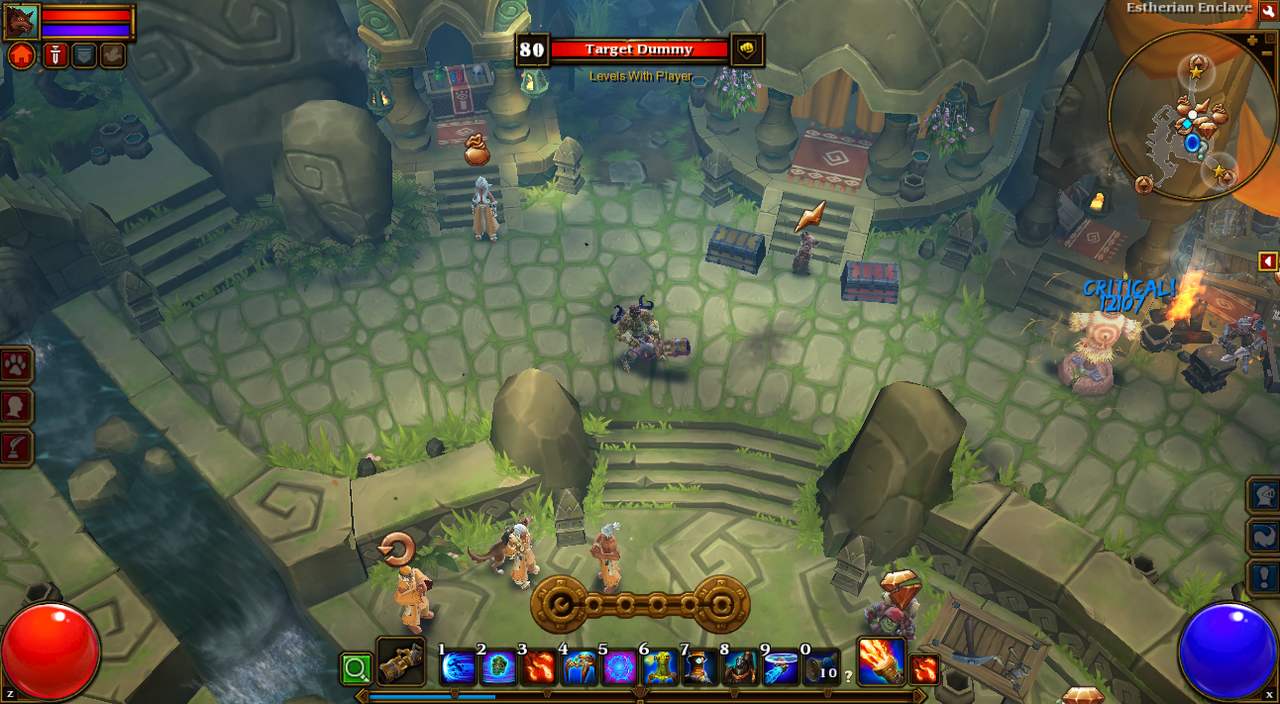 Estherian Enclave
80 Target Dummy
Levels With Player
CRITICAL!
12107
1 2 3 4 5 6 7 8 9 0
10 ?
z
x